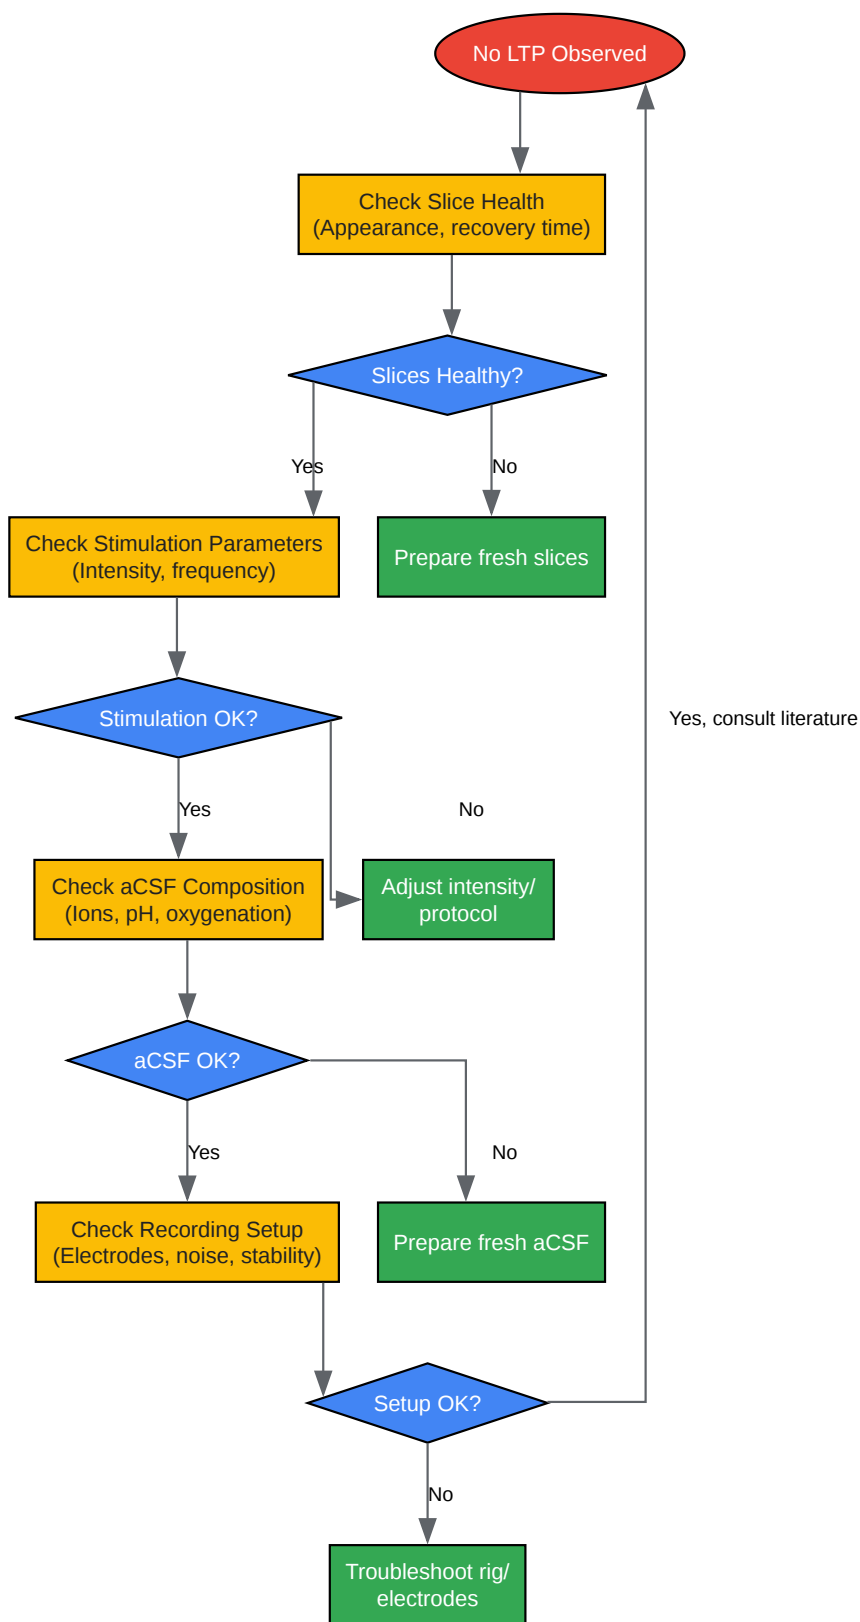 No LTP Observed
Check Slice Health
(Appearance, recovery time)
Slices Healthy?
Yes
No
Check Stimulation Parameters
(Intensity, frequency)
Prepare fresh slices
Stimulation OK?
Yes, consult literature
Yes
No
Check aCSF Composition
(Ions, pH, oxygenation)
Adjust intensity/
protocol
aCSF OK?
Yes
No
Check Recording Setup
(Electrodes, noise, stability)
Prepare fresh aCSF
Setup OK?
No
Troubleshoot rig/
electrodes